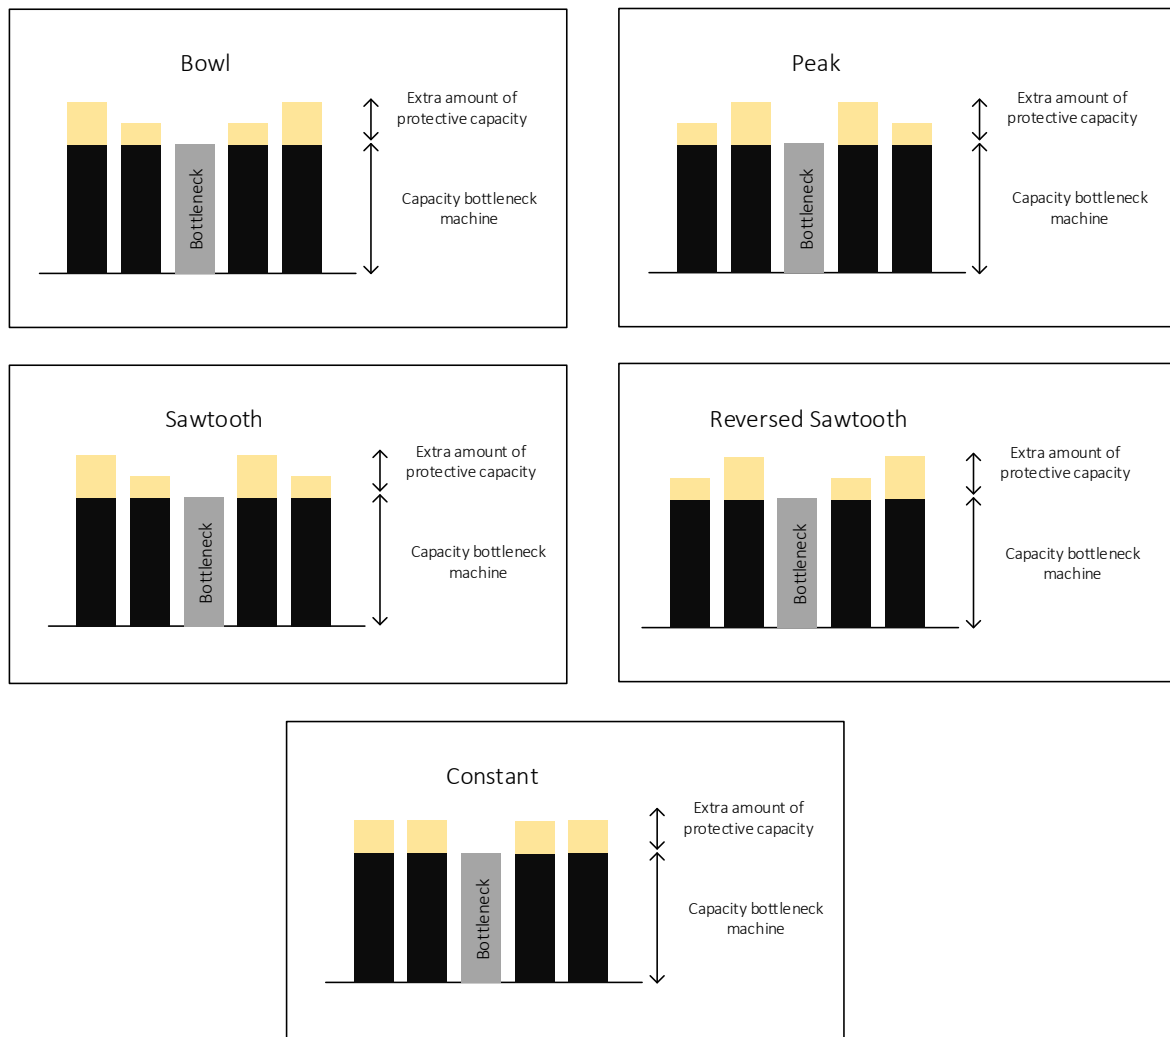 Bowl
Extra amount of
protective capacity
Capacity bottleneck
machine
Bottleneck
Peak
Extra amount of
protective capacity
Capacity bottleneck
machine
Bottleneck
Sawtooth
Extra amount of
protective capacity
Capacity bottleneck
machine
Bottleneck
Reversed Sawtooth
Extra amount of
protective capacity
Capacity bottleneck
machine
Bottleneck
Constant
Extra amount of
protective capacity
Capacity bottleneck
machine
Bottleneck